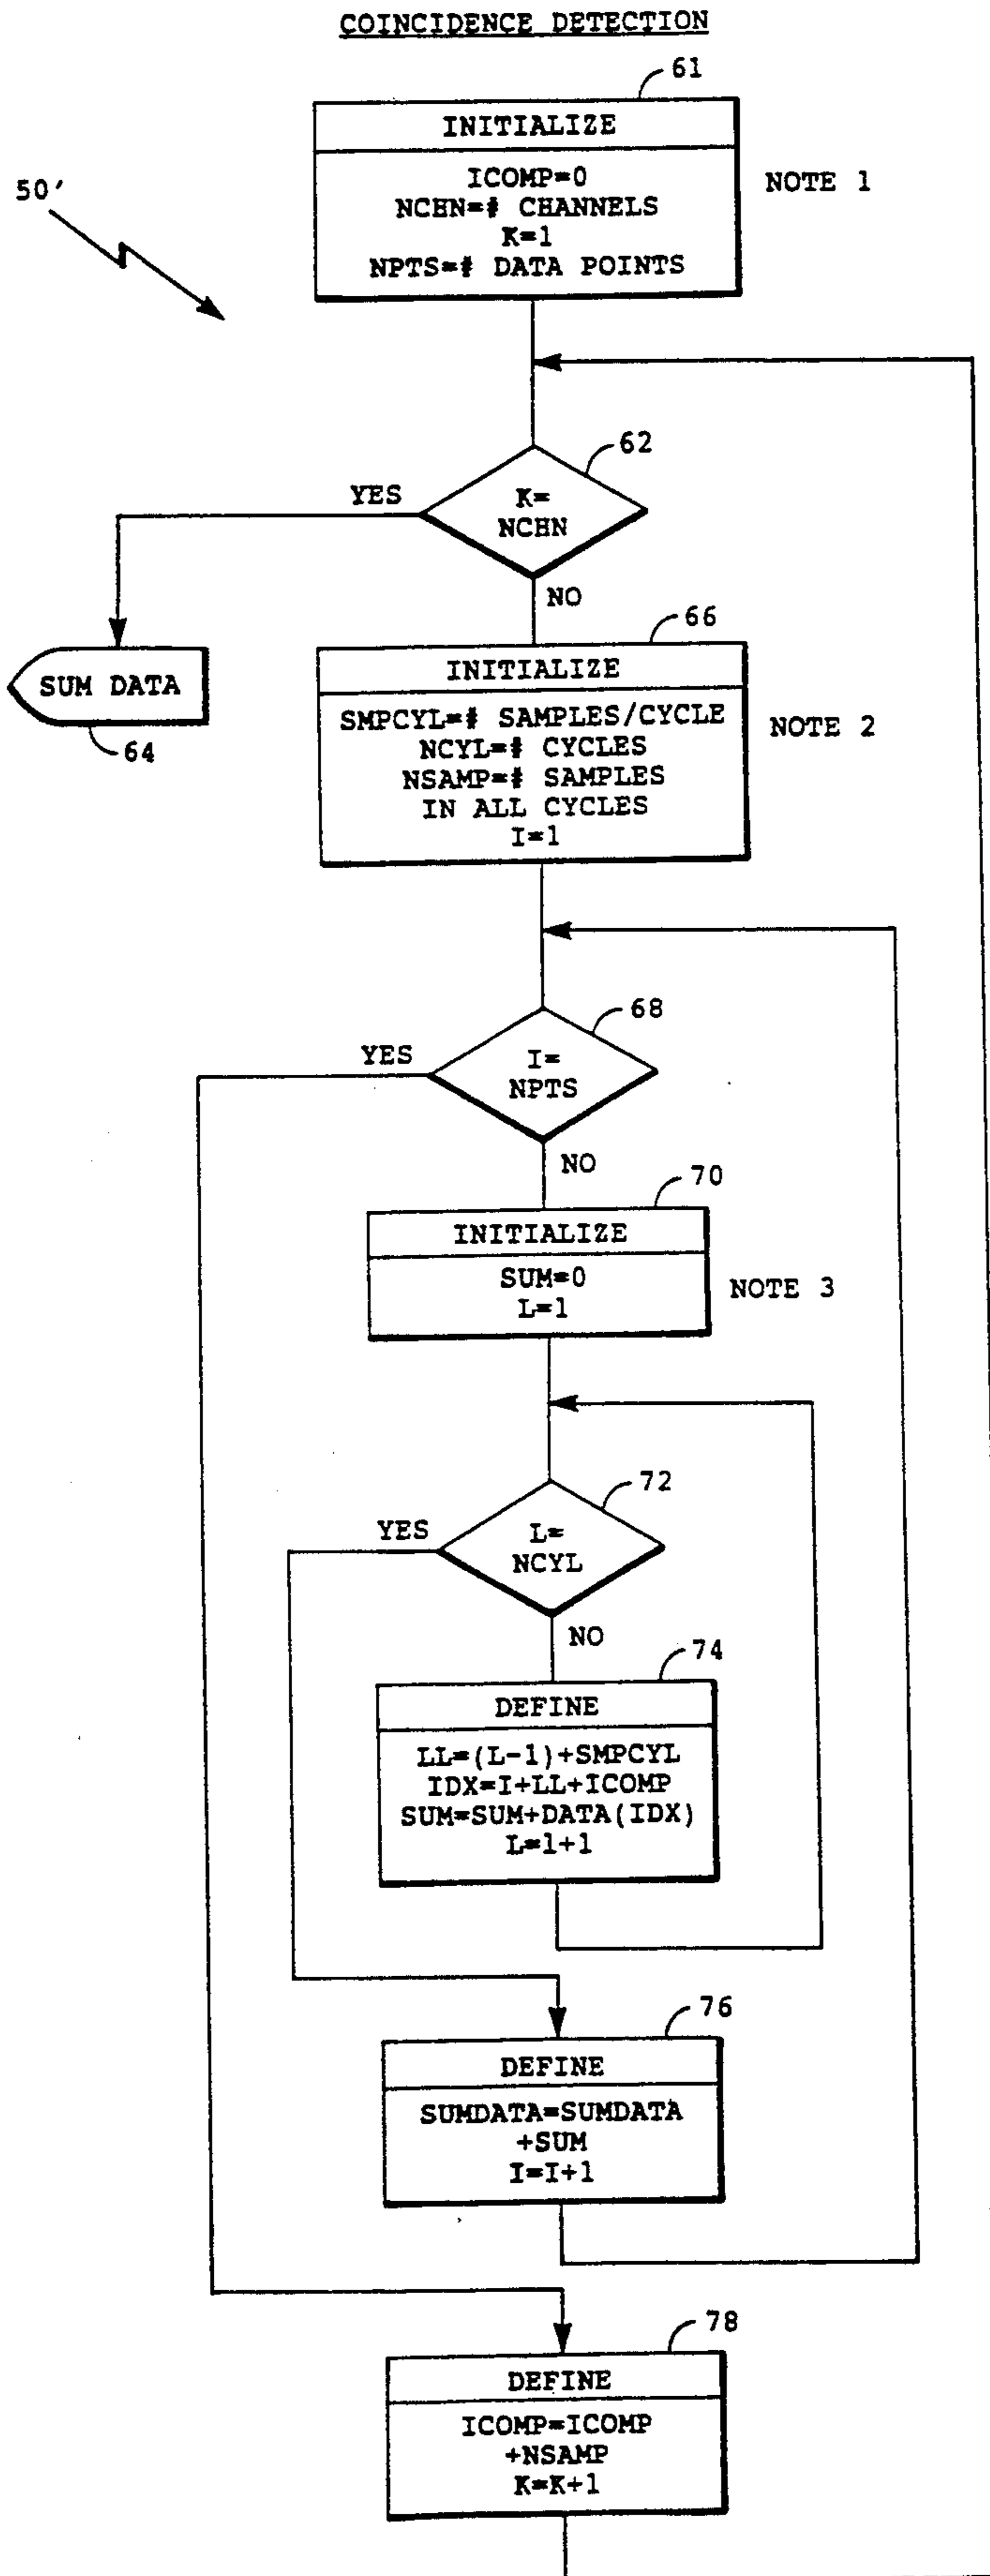 COINCIDENCE DETECTION
61
INITIALIZE
ICOMP=0
NCHN=# CHANNELS
K=1
NPTS=# DATA POINTS
NOTE 1
50'
62
K=
NCHN
YES
NO
SUM DATA
64
66
INITIALIZE
SMPCYL=# SAMPLES/CYCLE
NCYL=# CYCLES
NSAMP=# SAMPLES
IN ALL CYCLES
I=1
NOTE 2
68
I=
NPTS
YES
NO
70
INITIALIZE
SUM=0
L=1
NOTE 3
72
L=
NCYL
YES
NO
74
DEFINE
LL=(L-1)+SMPCYL
IDX=I+LL+ICOMP
SUM=SUM+DATA(IDX)
L=l+1
76
DEFINE
SUMDATA=SUMDATA
+SUM
I=I+1
78
DEFINE
ICOMP=ICOMP
+NSAMP
K=K+1